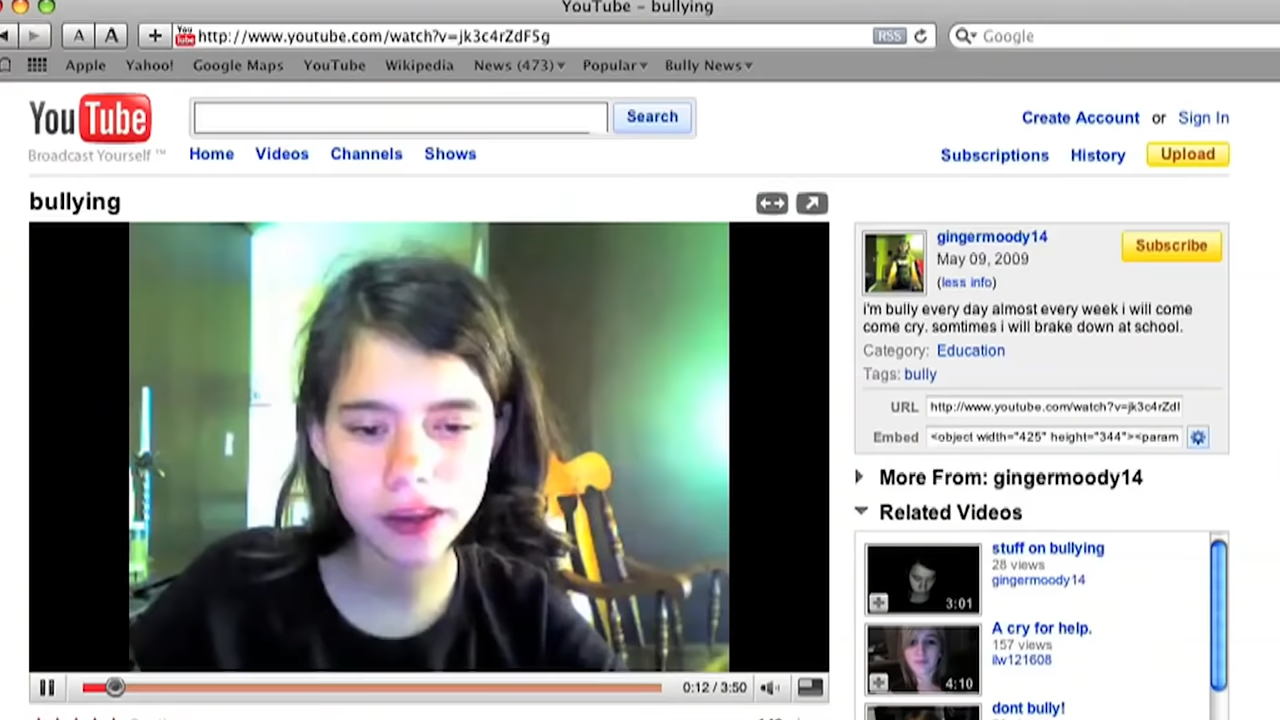 YouTube – bullying
A A + http://www.youtube.com/watch?v=jk3c4rZdF5g RSS Google
Apple Yahoo! Google Maps YouTube Wikipedia News (473) Popular Bully News
YouTube
Broadcast Yourself ™
Search
Create Account or Sign In
Home Videos Channels Shows
Subscriptions History Upload
bullying
gingermoody14
Subscribe
May 09, 2009
(less info)
i'm bully every day almost every week i will come
come cry. somtimes i will brake down at school.
Category: Education
Tags: bully
URL http://www.youtube.com/watch?v=jk3c4rZdl
Embed <object width="425" height="344"><param
More From: gingermoody14
Related Videos
stuff on bullying
28 views
gingermoody14
3:01
A cry for help.
157 views
ilw121608
4:10
dont bully!
0:12 / 3:50